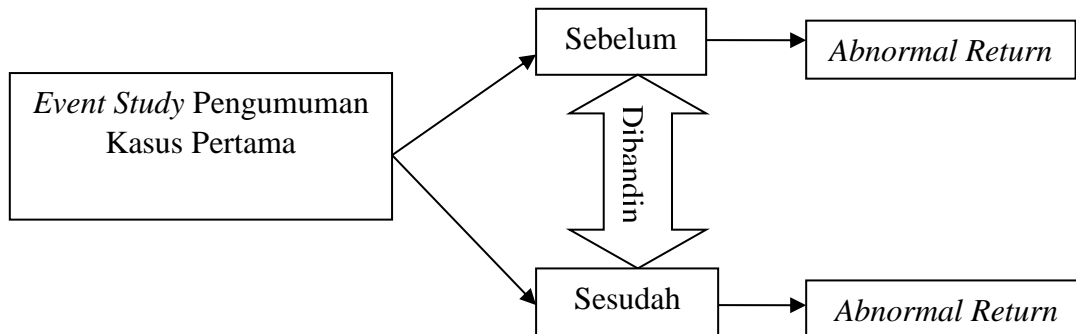 Sebelum
Abnormal Return
Event Study Pengumuman
Kasus Pertama
Dibandin
Sesudah
Abnormal Return